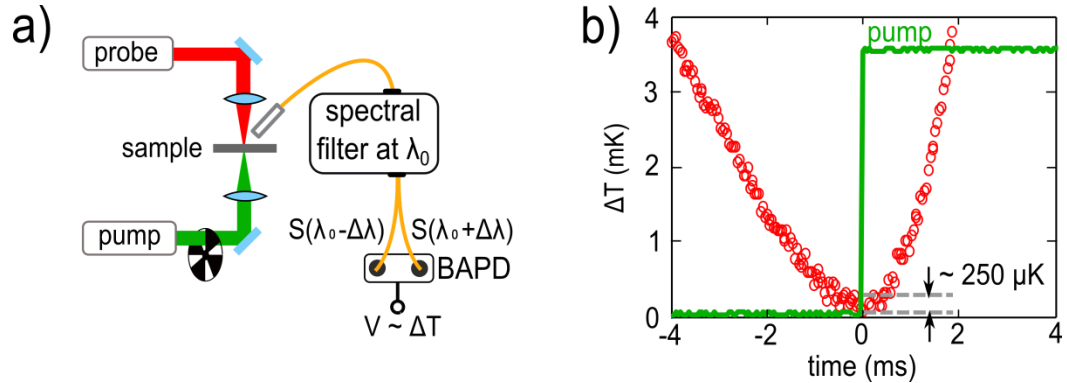 a)
probe
sample
pump
spectral
filter at λ₀
S(λ₀-Δλ)
S(λ₀+Δλ)
BAPD
V ~ ΔT
b)
pump
~ 250 μK
ΔT (mK)
4
3
2
1
0
-4
-2
0
2
4
time (ms)